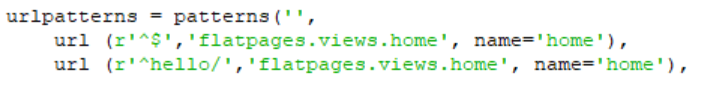 urlpatterns = patterns('',
    url (r'^$','flatpages.views.home', name='home'),
    url (r'^hello/','flatpages.views.home', name='home'),